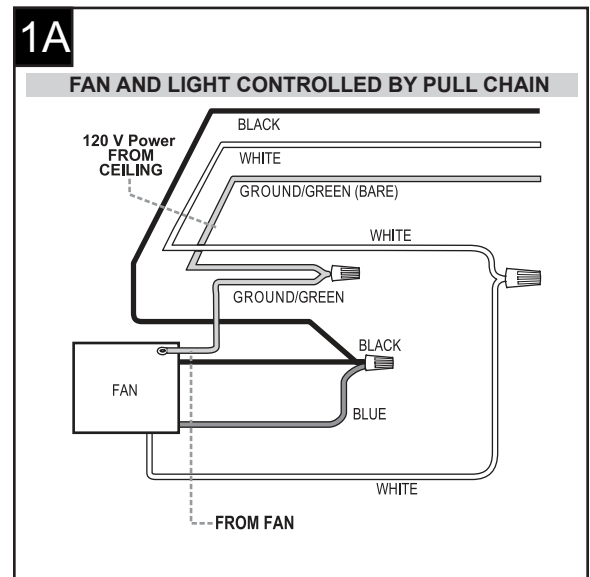 1A
FAN AND LIGHT CONTROLLED BY PULL CHAIN
BLACK
120 V Power
FROM
CEILING
WHITE
GROUND/GREEN (BARE)
WHITE
GROUND/GREEN
BLACK
FAN
BLUE
WHITE
FROM FAN